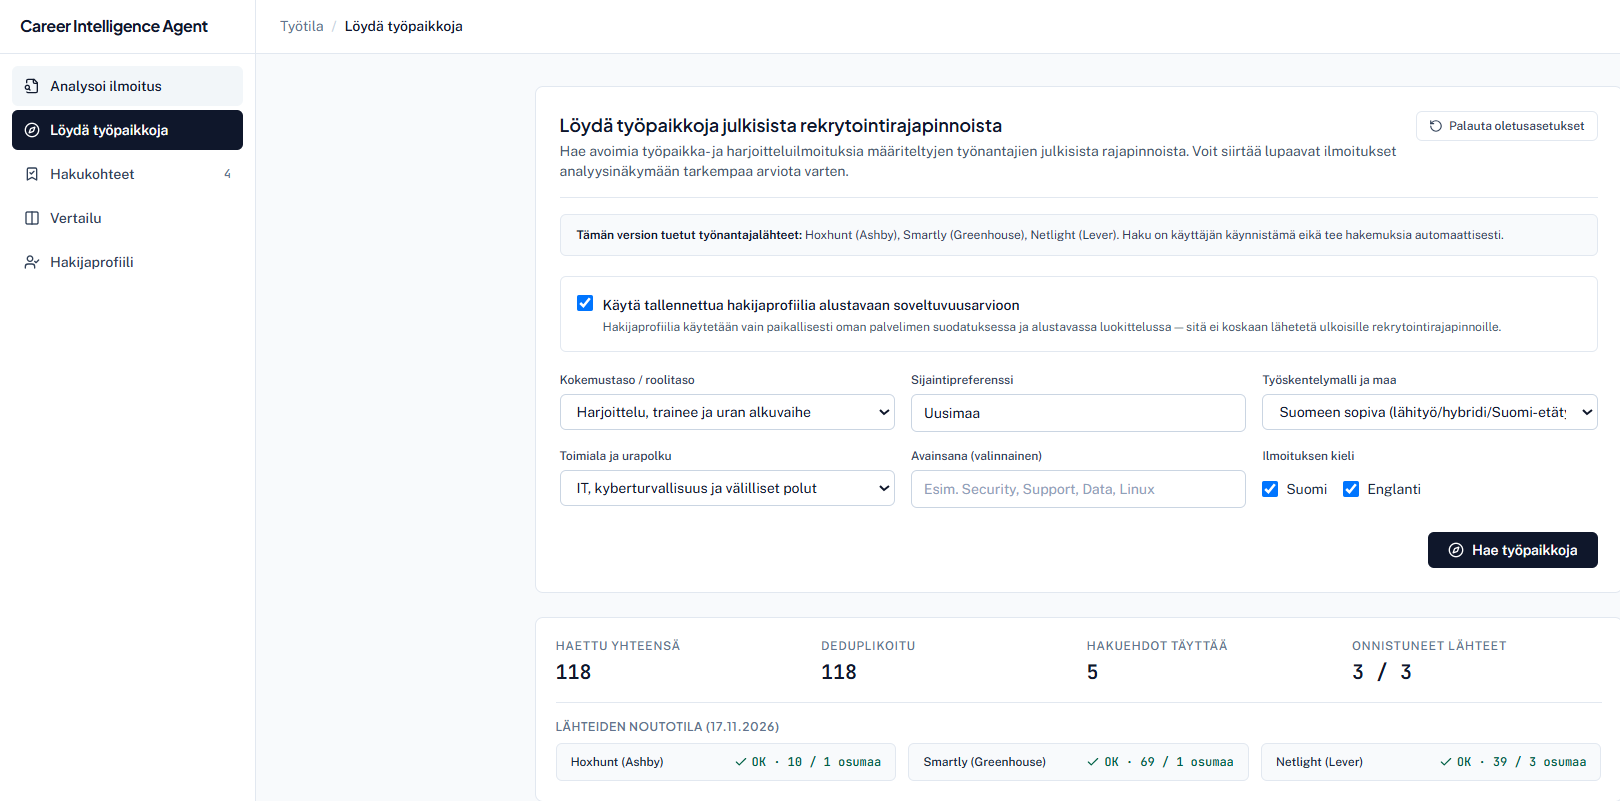 Career Intelligence Agent
Työtila / Löydä työpaikkoja
Analysoi ilmoitus
Löydä työpaikkoja
Hakukohteet 4
Vertailu
Hakijaprofiili
Löydä työpaikkoja julkisista rekrytointirajapinnoista
Palauta oletusasetukset
Hae avoimia työpaikka- ja harjoitteluilmoituksia määriteltyjen työnantajien julkisista rajapinnoista. Voit siirtää lupaavat ilmoitukset
analyysinäkymään tarkempaa arviota varten.
Tämän version tuetut työnantajalähteet: Hoxhunt (Ashby), Smartly (Greenhouse), Netlight (Lever). Haku on käyttäjän käynnistämä eikä tee hakemuksia automaattisesti.
Käytä tallennettua hakijaprofiilia alustavaan soveltuvuusarvioon
Hakijaprofiilia käytetään vain paikallisesti oman palvelimen suodatuksessa ja alustavassa luokittelussa — sitä ei koskaan lähetetä ulkoisille rekrytointirajapinnoille.
Kokemustaso / roolitaso
Sijaintipreferenssi
Työskentelymalli ja maa
Harjoittelu, trainee ja uran alkuvaihe
Uusimaa
Suomeen sopiva (lähityö/hybridi/Suomi-etäty
Toimiala ja urapolku
Avainsana (valinnainen)
Ilmoituksen kieli
IT, kyberturvallisuus ja välilliset polut
Esim. Security, Support, Data, Linux
Suomi
Englanti
Hae työpaikkoja
HAETTU YHTEENSÄ
DEDUPLIKOITU
HAKUEHDOT TÄYTTÄÄ
ONNISTUNEET LÄHTEET
118
118
5
3 / 3
LÄHTEIDEN NOUTOTILA (17.11.2026)
Hoxhunt (Ashby) OK · 10 / 1 osumaa
Smartly (Greenhouse) OK · 69 / 1 osumaa
Netlight (Lever) OK · 39 / 3 osumaa